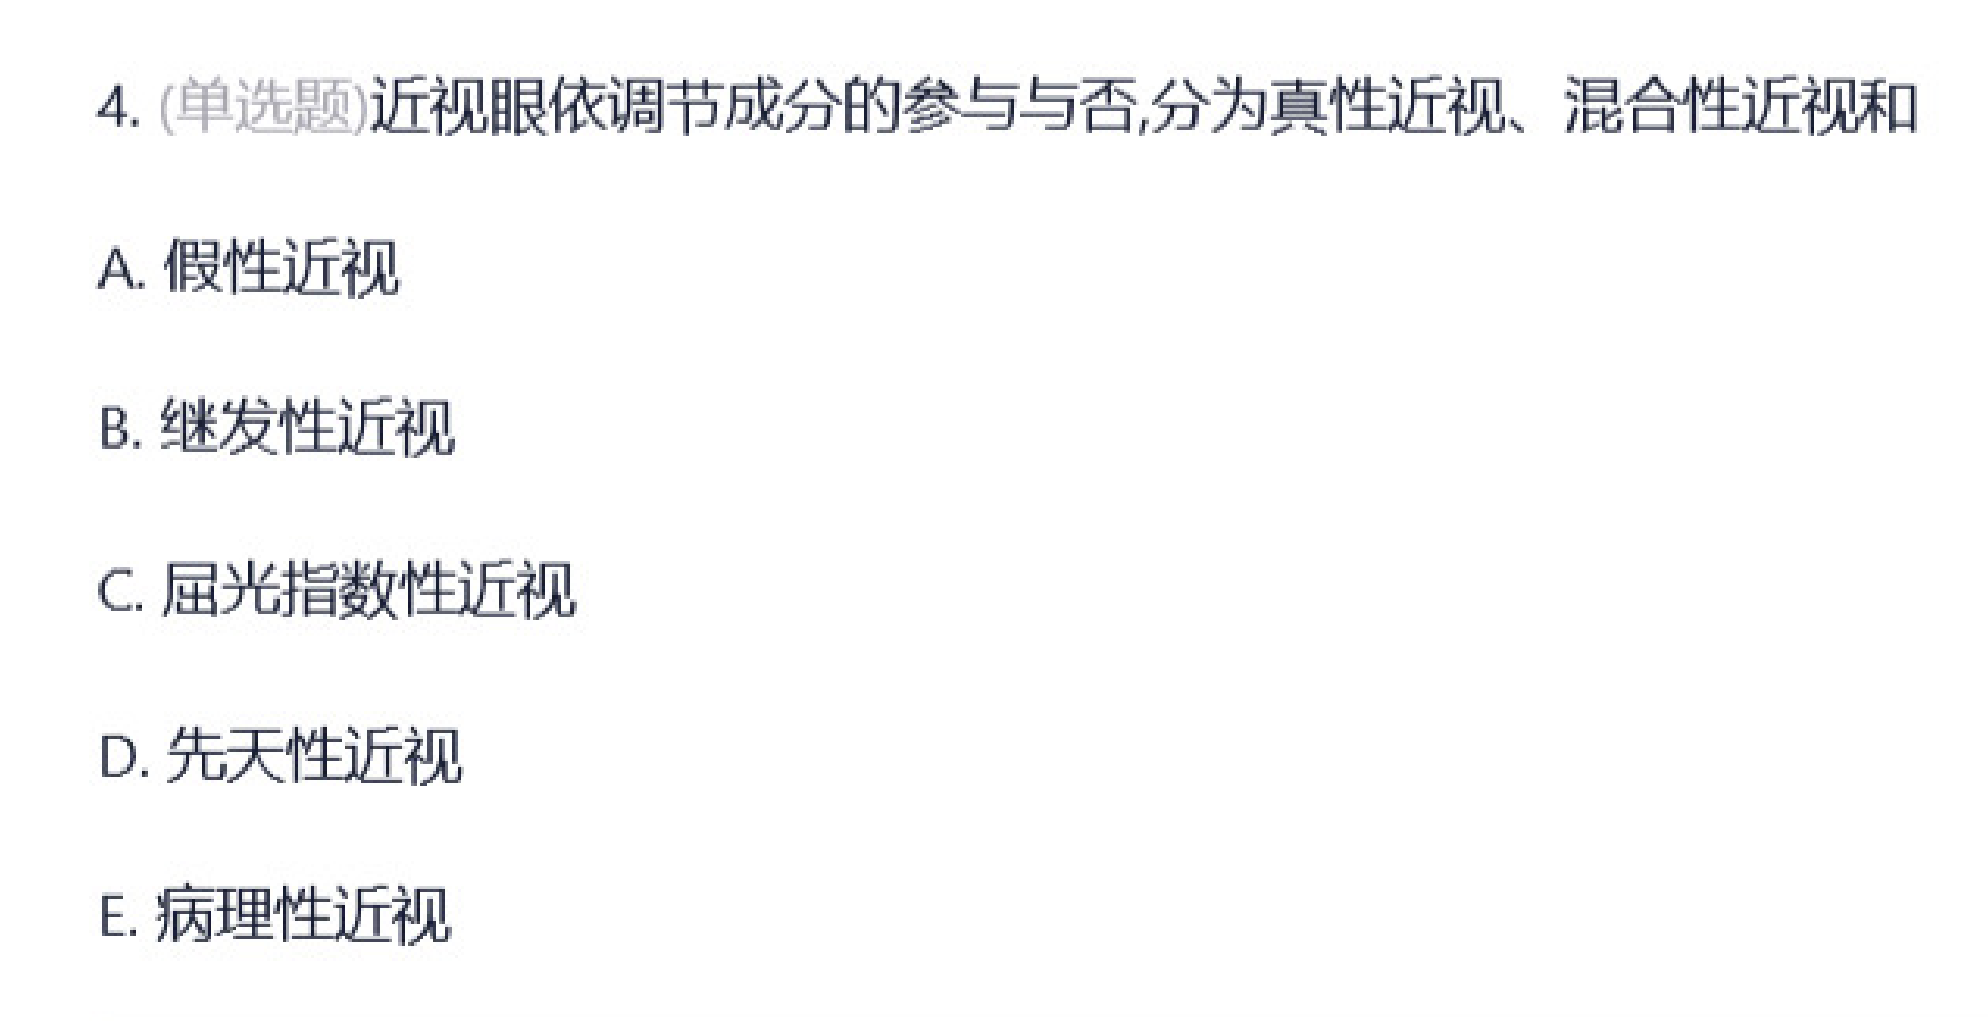 4. (单选题)近视眼依调节成分的参与与否,分为真性近视、混合性近视和
A. 假性近视
B. 继发性近视
C. 屈光指数性近视
D. 先天性近视
E. 病理性近视